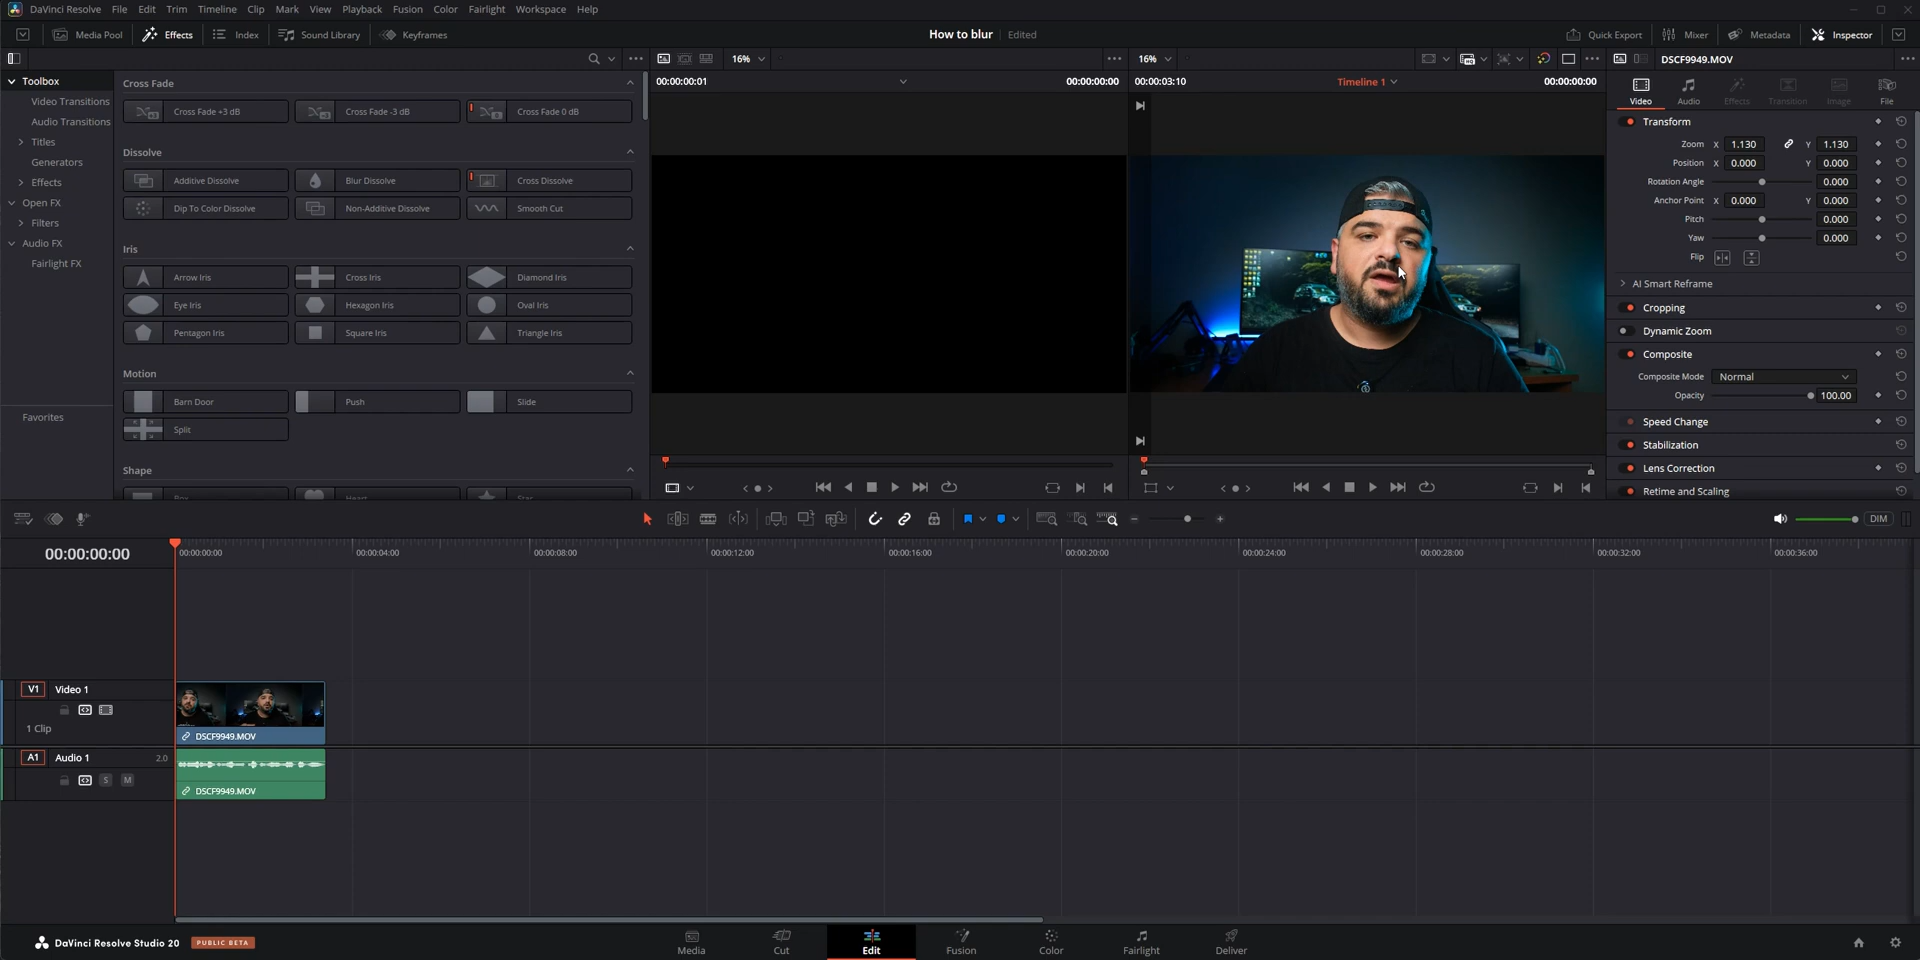 DaVinci Resolve File Edit Trim Timeline Clip Mark View Playback Fusion Color Fairlight Workspace Help
Media Pool Effects Index Sound Library Keyframes How to blur Edited Quick Export Mixer Metadata Inspector
16% 16% DSCF9949.MOV
00:00:00:01 00:00:00:00 00:00:03:10 Timeline 1 00:00:00:00
Toolbox
Video Transitions
Audio Transitions
Titles
Generators
Effects
Open FX
Filters
Audio FX
Fairlight FX
Favorites
Cross Fade
Cross Fade +3 dB Cross Fade -3 dB Cross Fade 0 dB
Dissolve
Additive Dissolve Blur Dissolve Cross Dissolve
Dip To Color Dissolve Non-Additive Dissolve Smooth Cut
Iris
Arrow Iris Cross Iris Diamond Iris
Eye Iris Hexagon Iris Oval Iris
Pentagon Iris Square Iris Triangle Iris
Motion
Barn Door Push Slide
Split
Shape
Box Heart Star
Video Audio Effects Transition Image File
Transform
Zoom X 1.130 Y 1.130
Position X 0.000 Y 0.000
Rotation Angle 0.000
Anchor Point X 0.000 Y 0.000
Pitch 0.000
Yaw 0.000
Flip
AI Smart Reframe
Cropping
Dynamic Zoom
Composite
Composite Mode Normal
Opacity 100.00
Speed Change
Stabilization
Lens Correction
Retime and Scaling
DIM
00:00:00:00 00:00:00:00 00:00:04:00 00:00:08:00 00:00:12:00 00:00:16:00 00:00:20:00 00:00:24:00 00:00:28:00 00:00:32:00 00:00:36:00
V1 Video 1
1 Clip
DSCF9949.MOV
A1 Audio 1 2.0
S M
DSCF9949.MOV
DaVinci Resolve Studio 20 PUBLIC BETA
Media Cut Edit Fusion Color Fairlight Deliver